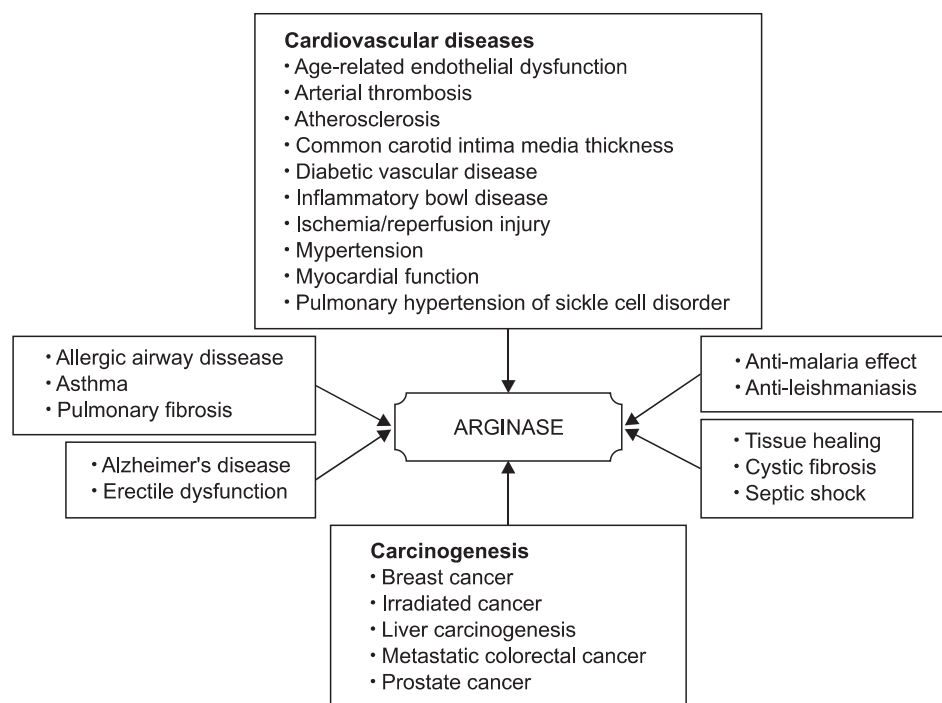 Cardiovascular diseases
• Age-related endothelial dysfunction
• Arterial thrombosis
• Atherosclerosis
• Common carotid intima media thickness
• Diabetic vascular disease
• Inflammatory bowl disease
• Ischemia/reperfusion injury
• Mypertension
• Myocardial function
• Pulmonary hypertension of sickle cell disorder
• Allergic airway dissease
• Asthma
• Pulmonary fibrosis
• Anti-malaria effect
• Anti-leishmaniasis
ARGINASE
• Alzheimer's disease
• Erectile dysfunction
• Tissue healing
• Cystic fibrosis
• Septic shock
Carcinogenesis
• Breast cancer
• Irradiated cancer
• Liver carcinogenesis
• Metastatic colorectal cancer
• Prostate cancer